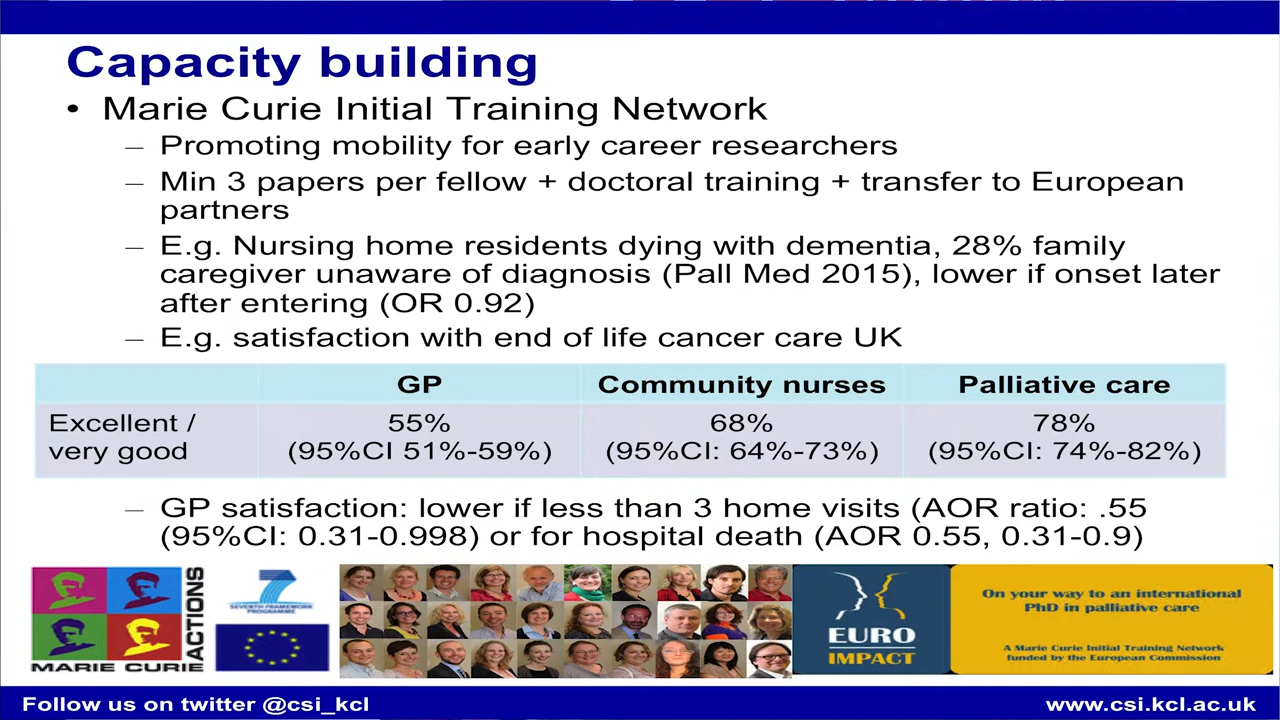 Capacity building
• Marie Curie Initial Training Network
– Promoting mobility for early career researchers
– Min 3 papers per fellow + doctoral training + transfer to European
partners
– E.g. Nursing home residents dying with dementia, 28% family
caregiver unaware of diagnosis (Pall Med 2015), lower if onset later
after entering (OR 0.92)
– E.g. satisfaction with end of life cancer care UK
GP Community nurses Palliative care
Excellent / 55% 68% 78%
very good (95%CI 51%-59%) (95%CI: 64%-73%) (95%CI: 74%-82%)
– GP satisfaction: lower if less than 3 home visits (AOR ratio: .55
(95%CI: 0.31-0.998) or for hospital death (AOR 0.55, 0.31-0.9)
MARIE CURIE ACTIONS
SEVENTH FRAMEWORK
PROGRAMME
EURO
IMPACT
On your way to an international
PhD in palliative care
A Marie Curie Initial Training Network
funded by the European Commission
Follow us on twitter @csi_kcl www.csi.kcl.ac.uk